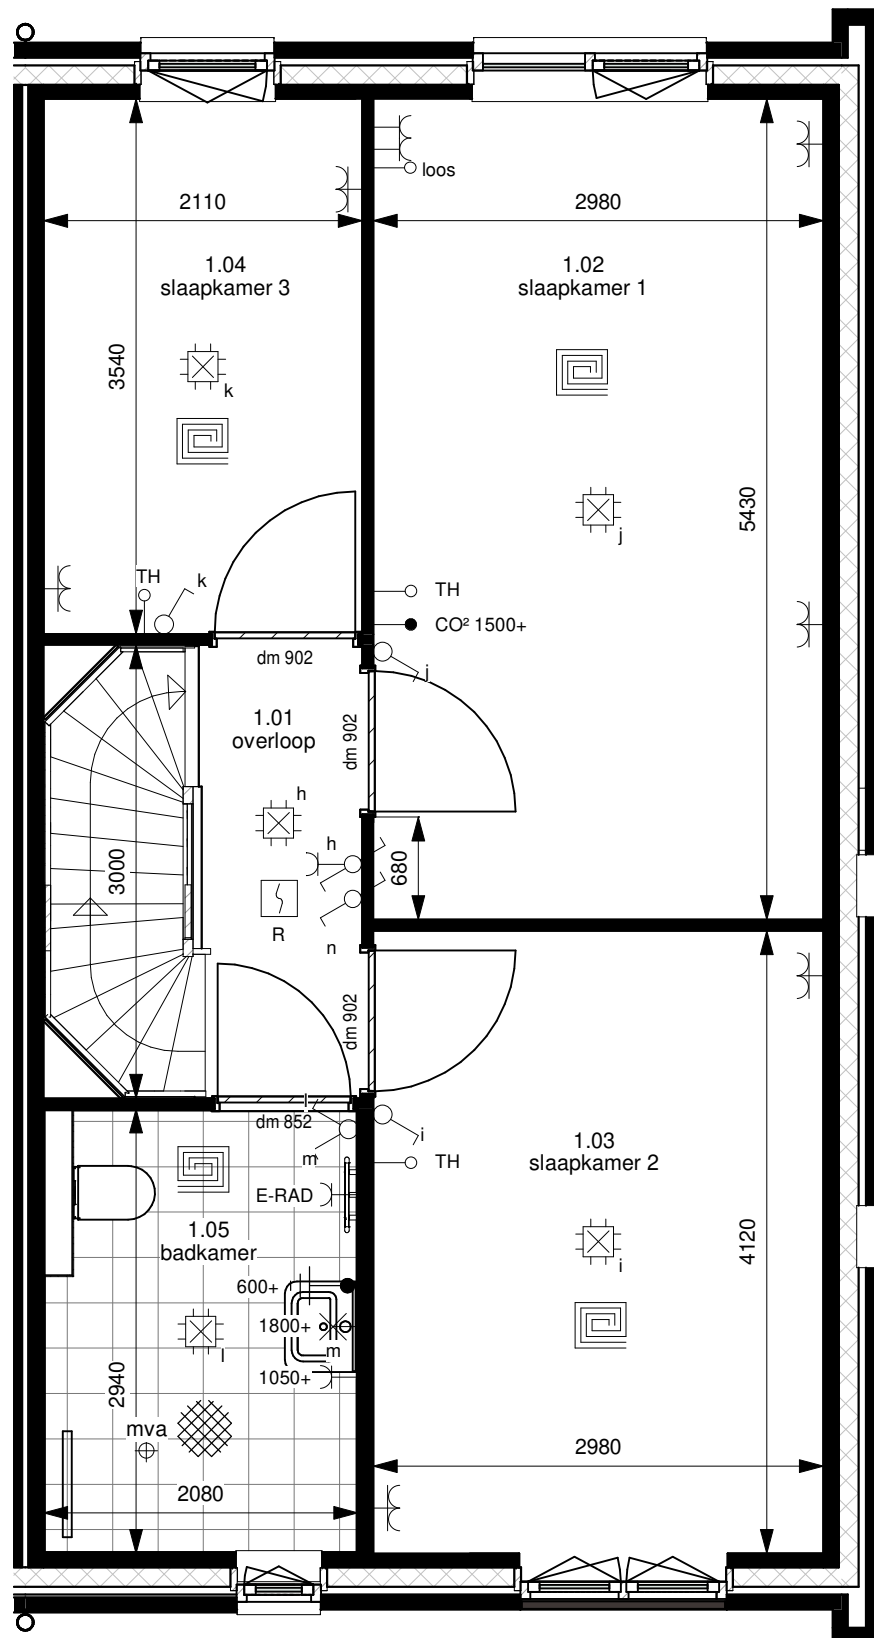 loos
2110
2980
1.04
slaapkamer 3
1.02
slaapkamer 1
3540
k
5430
j
TH
k
TH
CO² 1500+
j
dm 902
1.01
overloop
dm 902
h
h
3000
680
R
n
dm 902
l
dm 852
m
i
TH
1.03
slaapkamer 2
E-RAD
1.05
badkamer
4120
i
600+
1800+
m
l
1050+
2940
mva
2980
2080